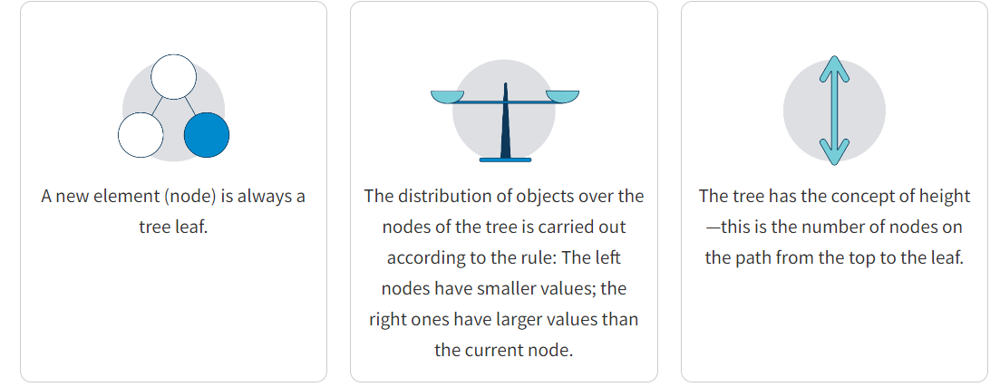 A new element (node) is always a
tree leaf.
The distribution of objects over the
nodes of the tree is carried out
according to the rule: The left
nodes have smaller values; the
right ones have larger values than
the current node.
The tree has the concept of height
—this is the number of nodes on
the path from the top to the leaf.